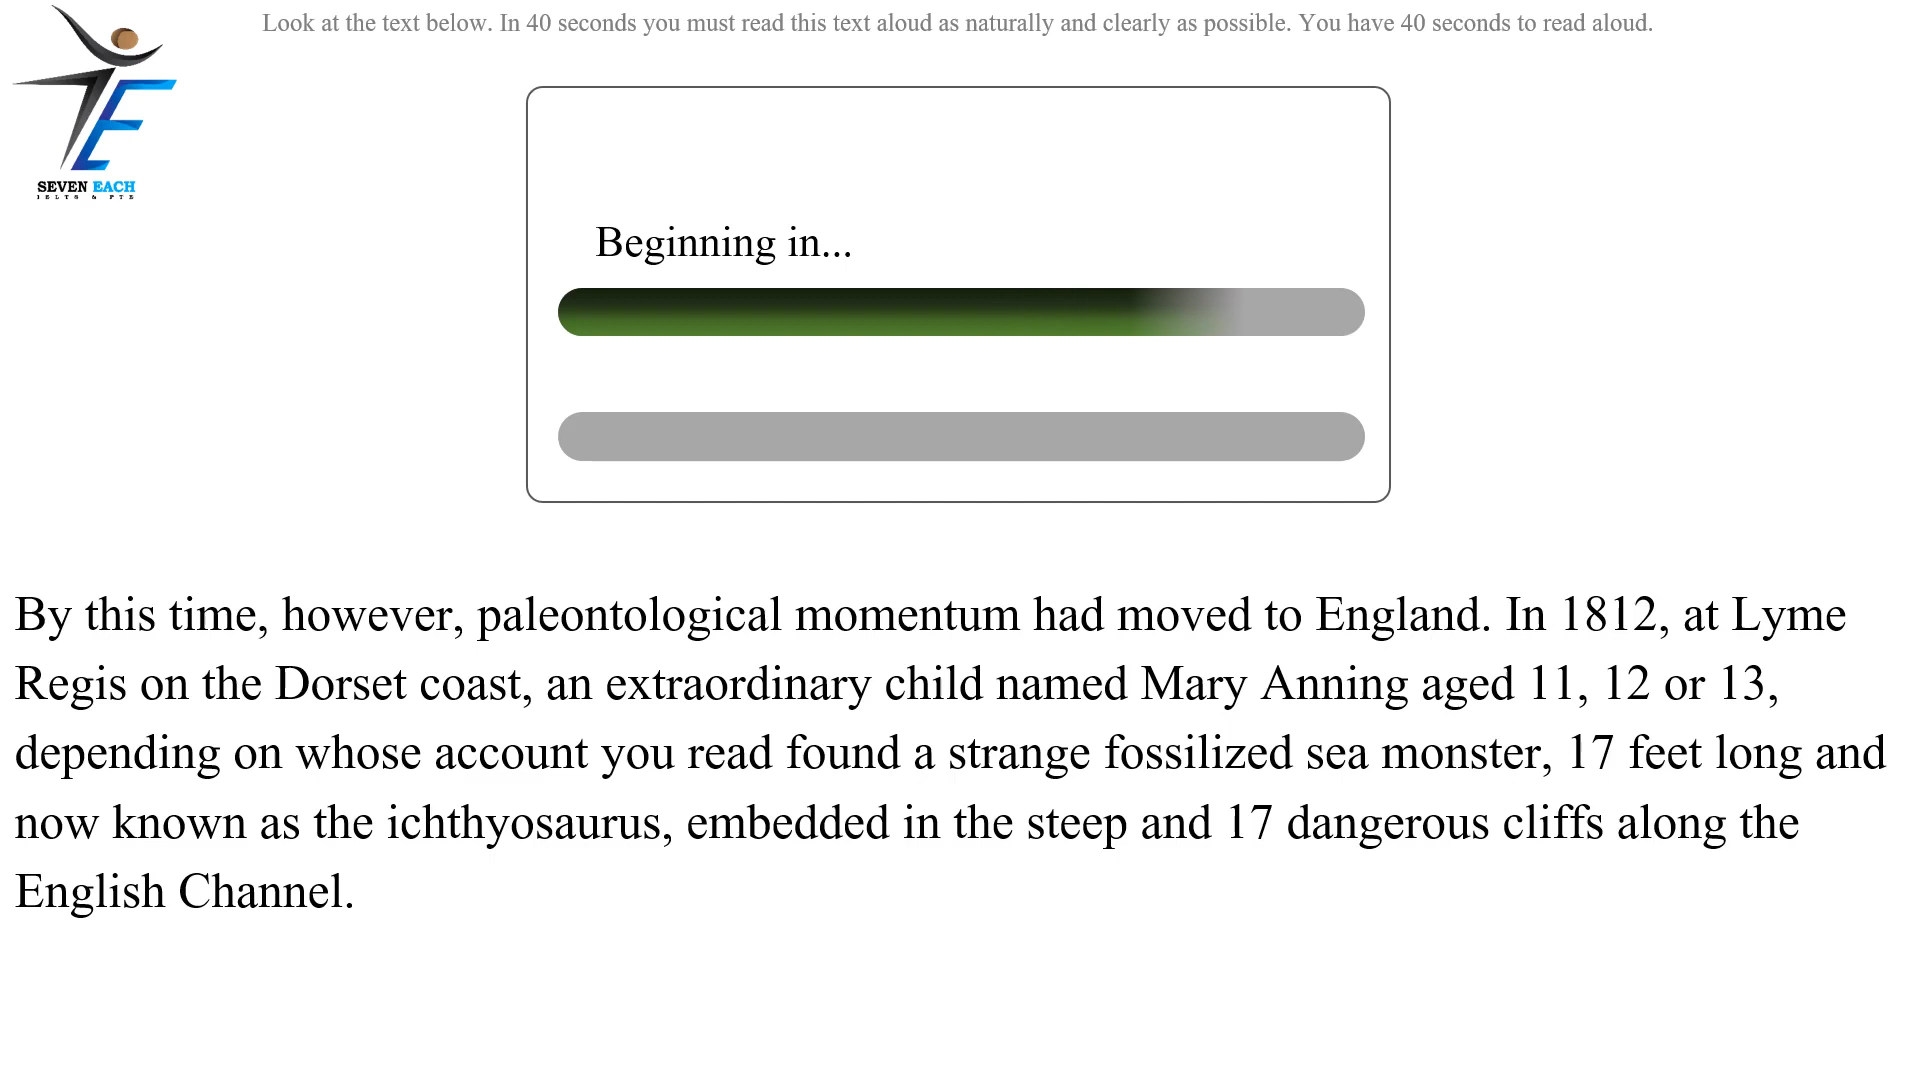 Look at the text below. In 40 seconds you must read this text aloud as naturally and clearly as possible. You have 40 seconds to read aloud.
SEVEN EACH
IELTS & PTE
Beginning in...
By this time, however, paleontological momentum had moved to England. In 1812, at Lyme
Regis on the Dorset coast, an extraordinary child named Mary Anning aged 11, 12 or 13,
depending on whose account you read found a strange fossilized sea monster, 17 feet long and
now known as the ichthyosaurus, embedded in the steep and 17 dangerous cliffs along the
English Channel.